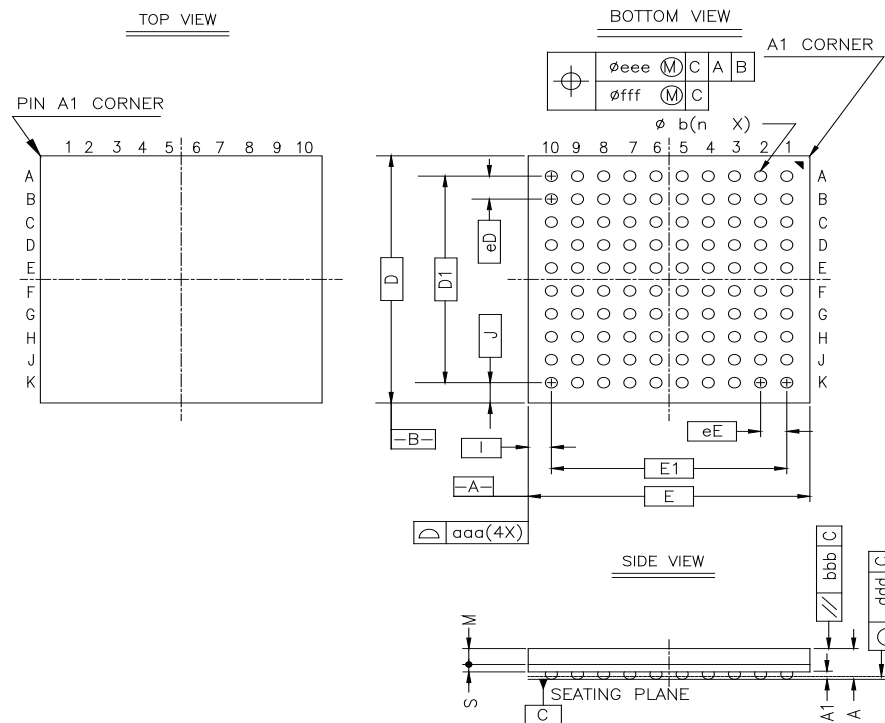 TOP VIEW
BOTTOM VIEW
A1 CORNER
PIN A1 CORNER
øeee Ⓜ C A B
øfff Ⓜ C
ø b(n X)
1 2 3 4 5 6 7 8 9 10
10 9 8 7 6 5 4 3 2 1
A A
B B
C C
D D
E E
F F
G G
H H
J J
K K
eD
D
D1
J
-B-
I
eE
E1
-A-
E
aaa(4X)
SIDE VIEW
// bbb C
ddd C
M
S
SEATING PLANE
C
A1
A